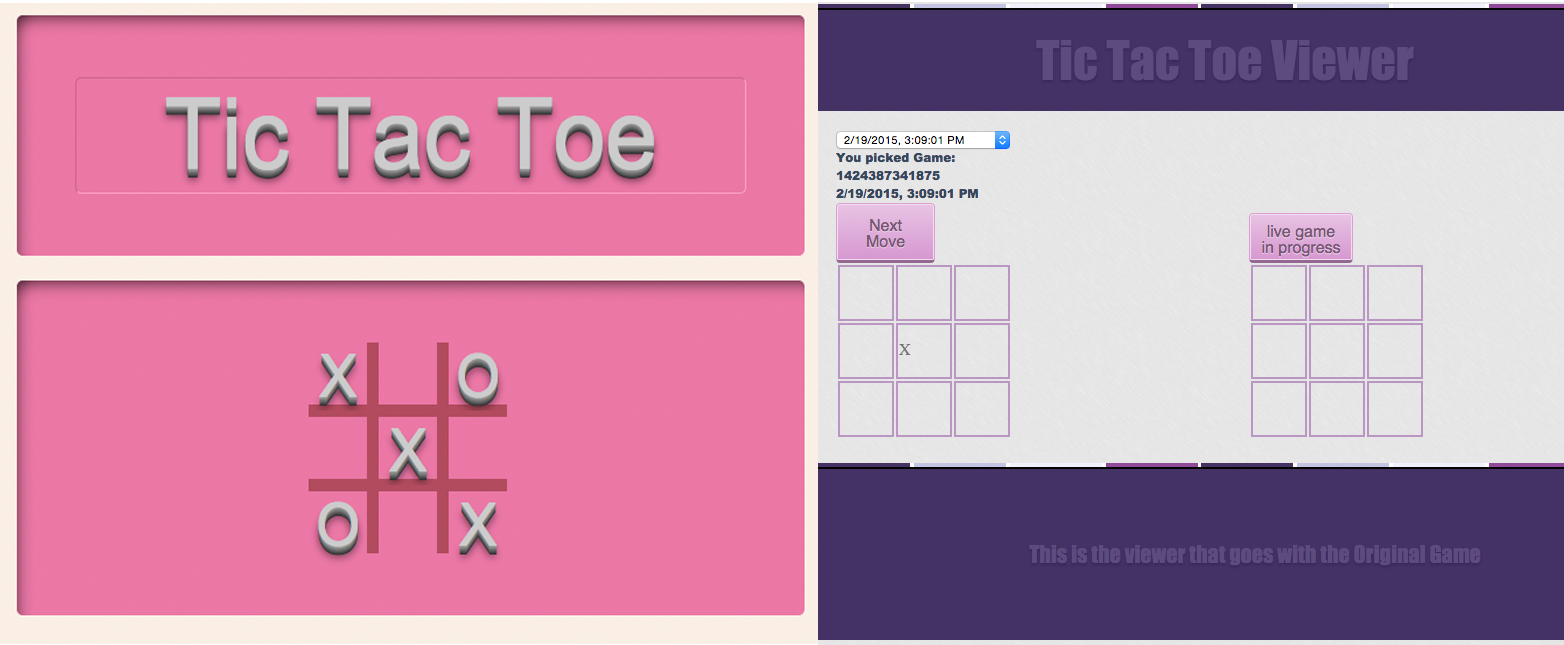 Tic Tac Toe
X O
X
O X
Tic Tac Toe Viewer
2/19/2015, 3:09:01 PM
You picked Game:
1424387341875
2/19/2015, 3:09:01 PM
Next
Move
live game
in progress
X
This is the viewer that goes with the Original Game